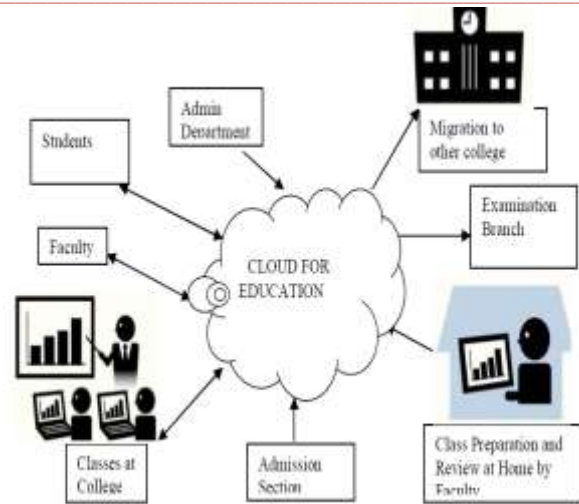 Admin
Department
Students
Migration to
other college
Examination
Branch
Faculty
CLOUD FOR
EDUCATION
Classes at
College
Admission
Section
Class Preparation and
Review at Home by
Faculty